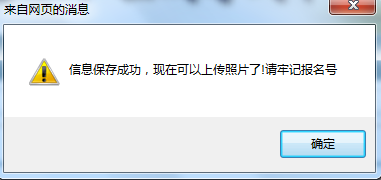 来自网页的消息
信息保存成功，现在可以上传照片了!请牢记报名号
确定